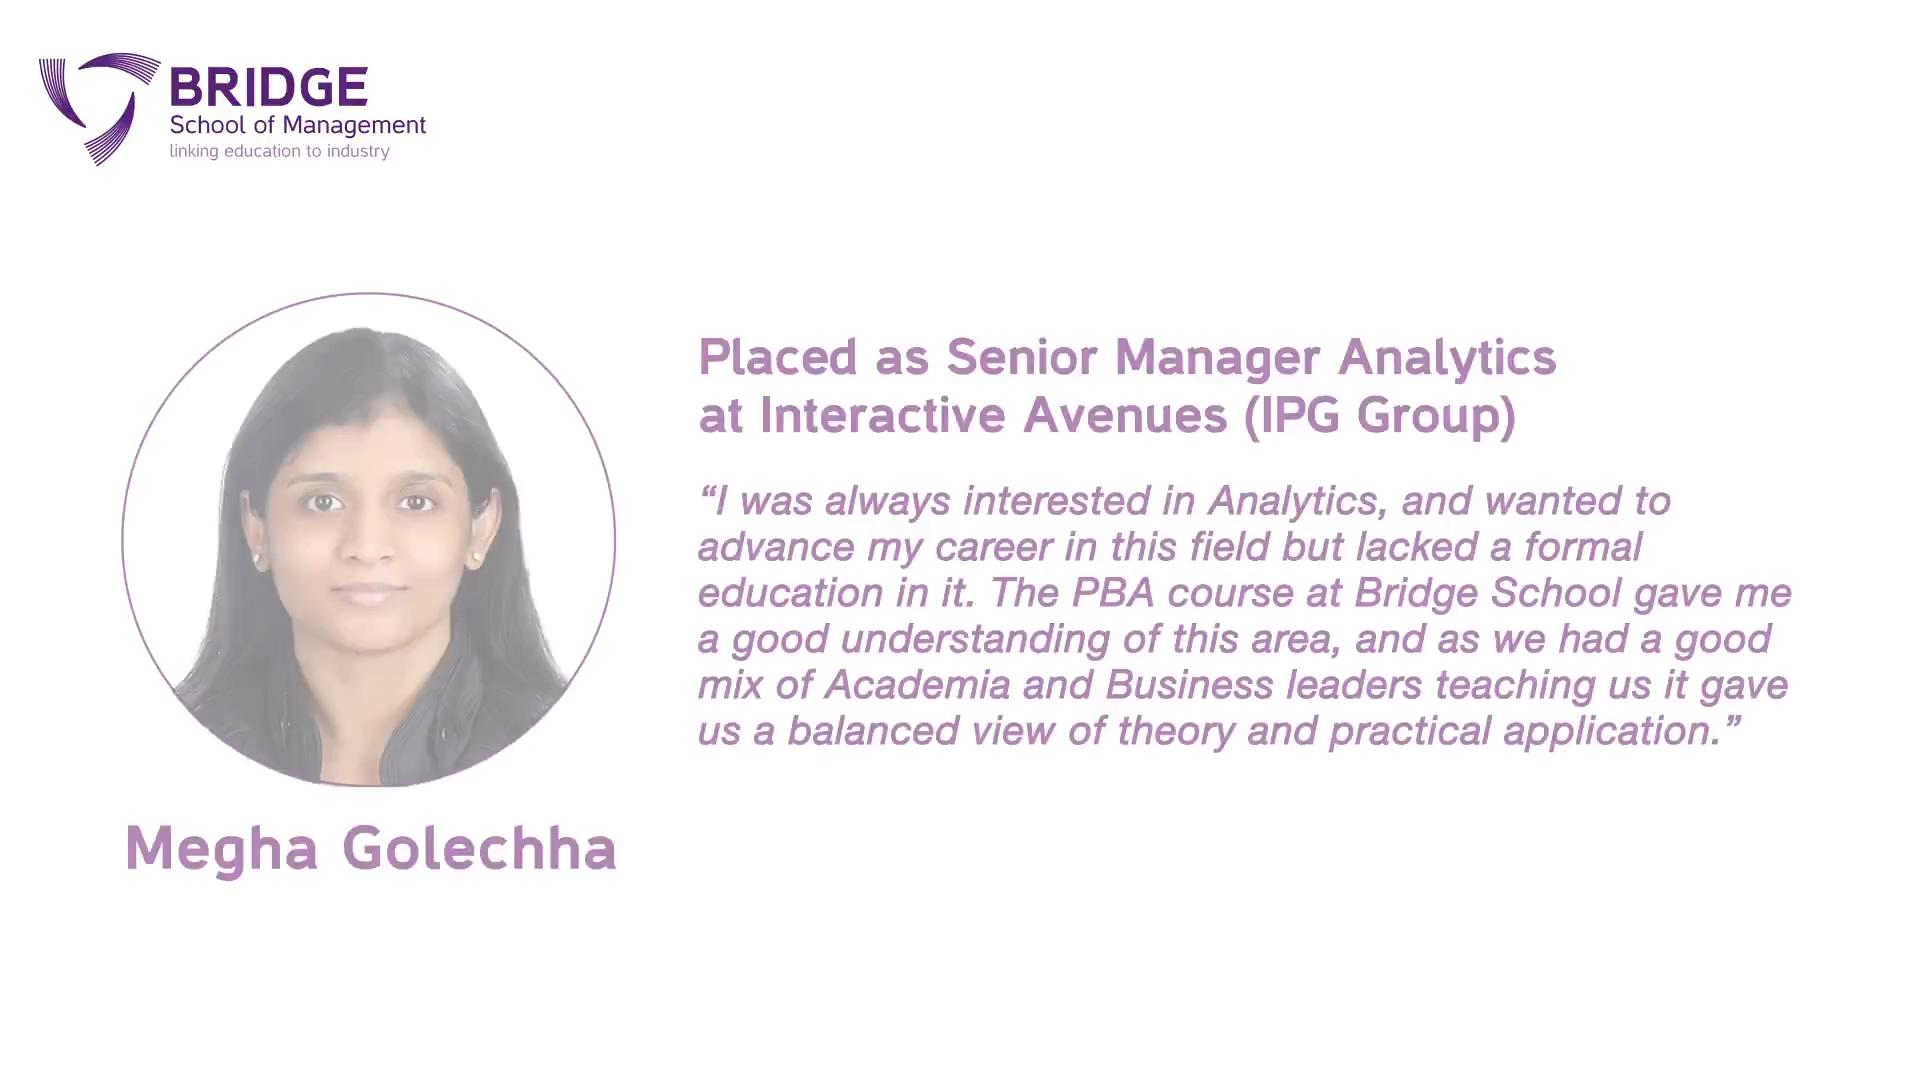 BRIDGE
School of Management
linking education to industry
Placed as Senior Manager Analytics
at Interactive Avenues (IPG Group)
“I was always interested in Analytics, and wanted to
advance my career in this field but lacked a formal
education in it. The PBA course at Bridge School gave me
a good understanding of this area, and as we had a good
mix of Academia and Business leaders teaching us it gave
us a balanced view of theory and practical application.”
Megha Golechha